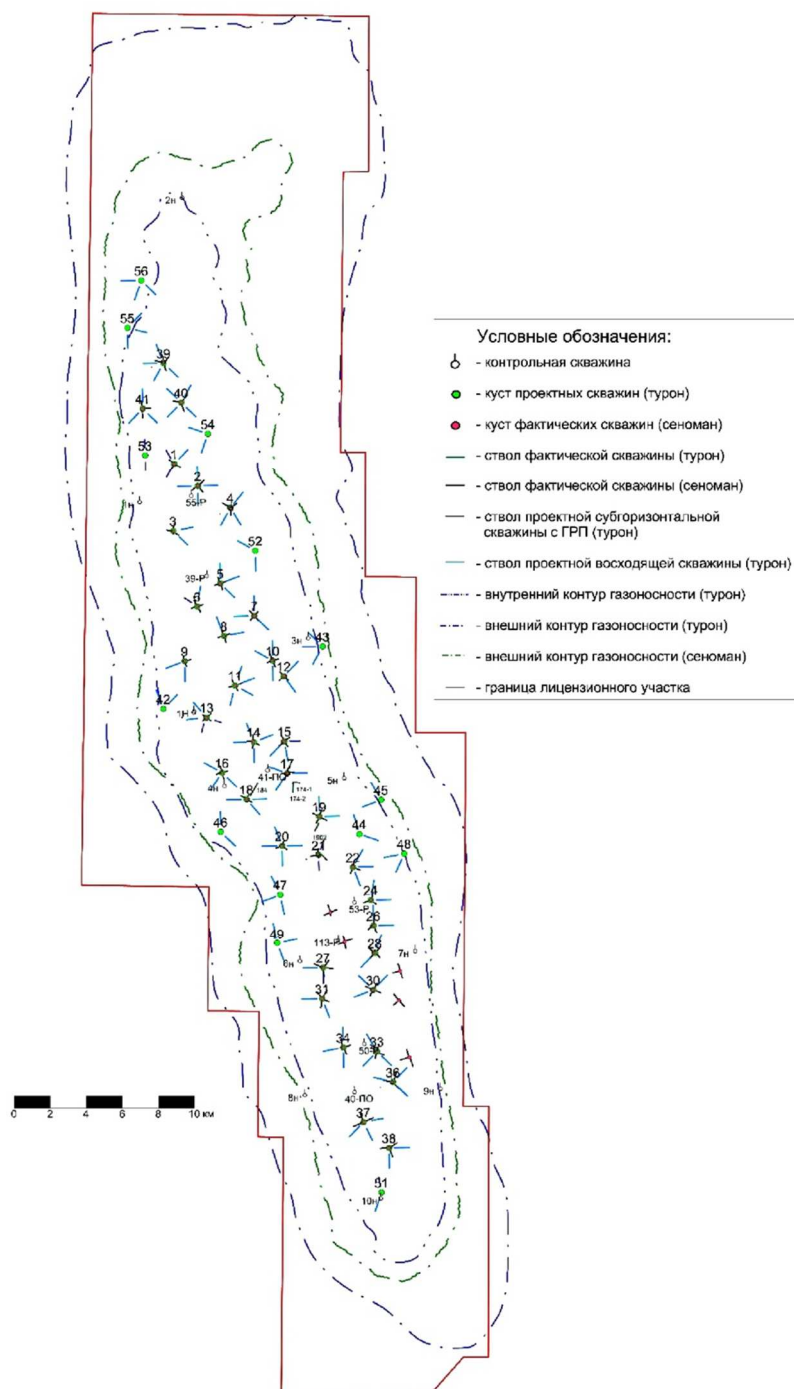 2н
56
55
39
41
40
54
53
1
2
55-Р
4
3
52
39-Р
5
6
7
8
3н
43
9
10
12
11
42
1Н
13
14
15
16
41-ПО
17
5н
4н
18
184
174-1
174-2
45
19
46
44
20
21
48
22
47
24
53-Р
26
49
113-Р
28
7н
6н
27
30
31
34
33
50-Р
36
8н
40-ПО
9н
37
38
51
10н
0 2 4 6 8 10 км
Условные обозначения:
- контрольная скважина
- куст проектных скважин (турон)
- куст фактических скважин (сеноман)
- ствол фактической скважины (турон)
- ствол фактической скважины (сеноман)
- ствол проектной субгоризонтальной
скважины с ГРП (турон)
- ствол проектной восходящей скважины (турон)
- внутренний контур газоносности (турон)
- внешний контур газоносности (турон)
- внешний контур газоносности (сеноман)
- граница лицензионного участка